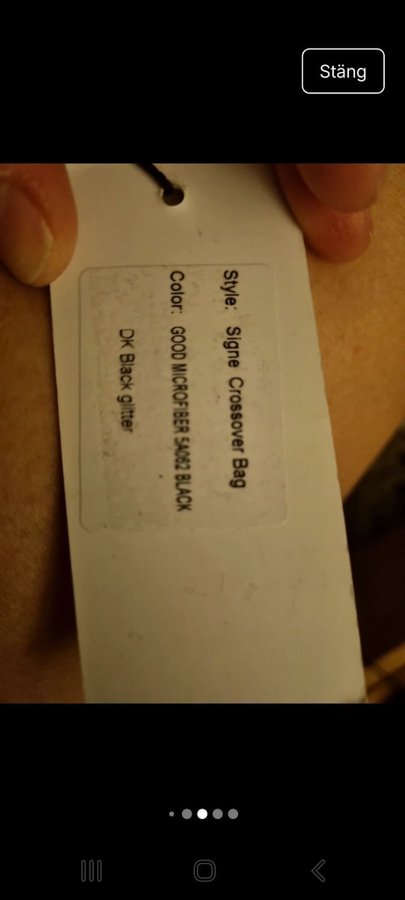 Stäng
Style: Signe Crossover Bag
Color: GOOD MICROFIBER 5A062 BLACK
DK Black glitter